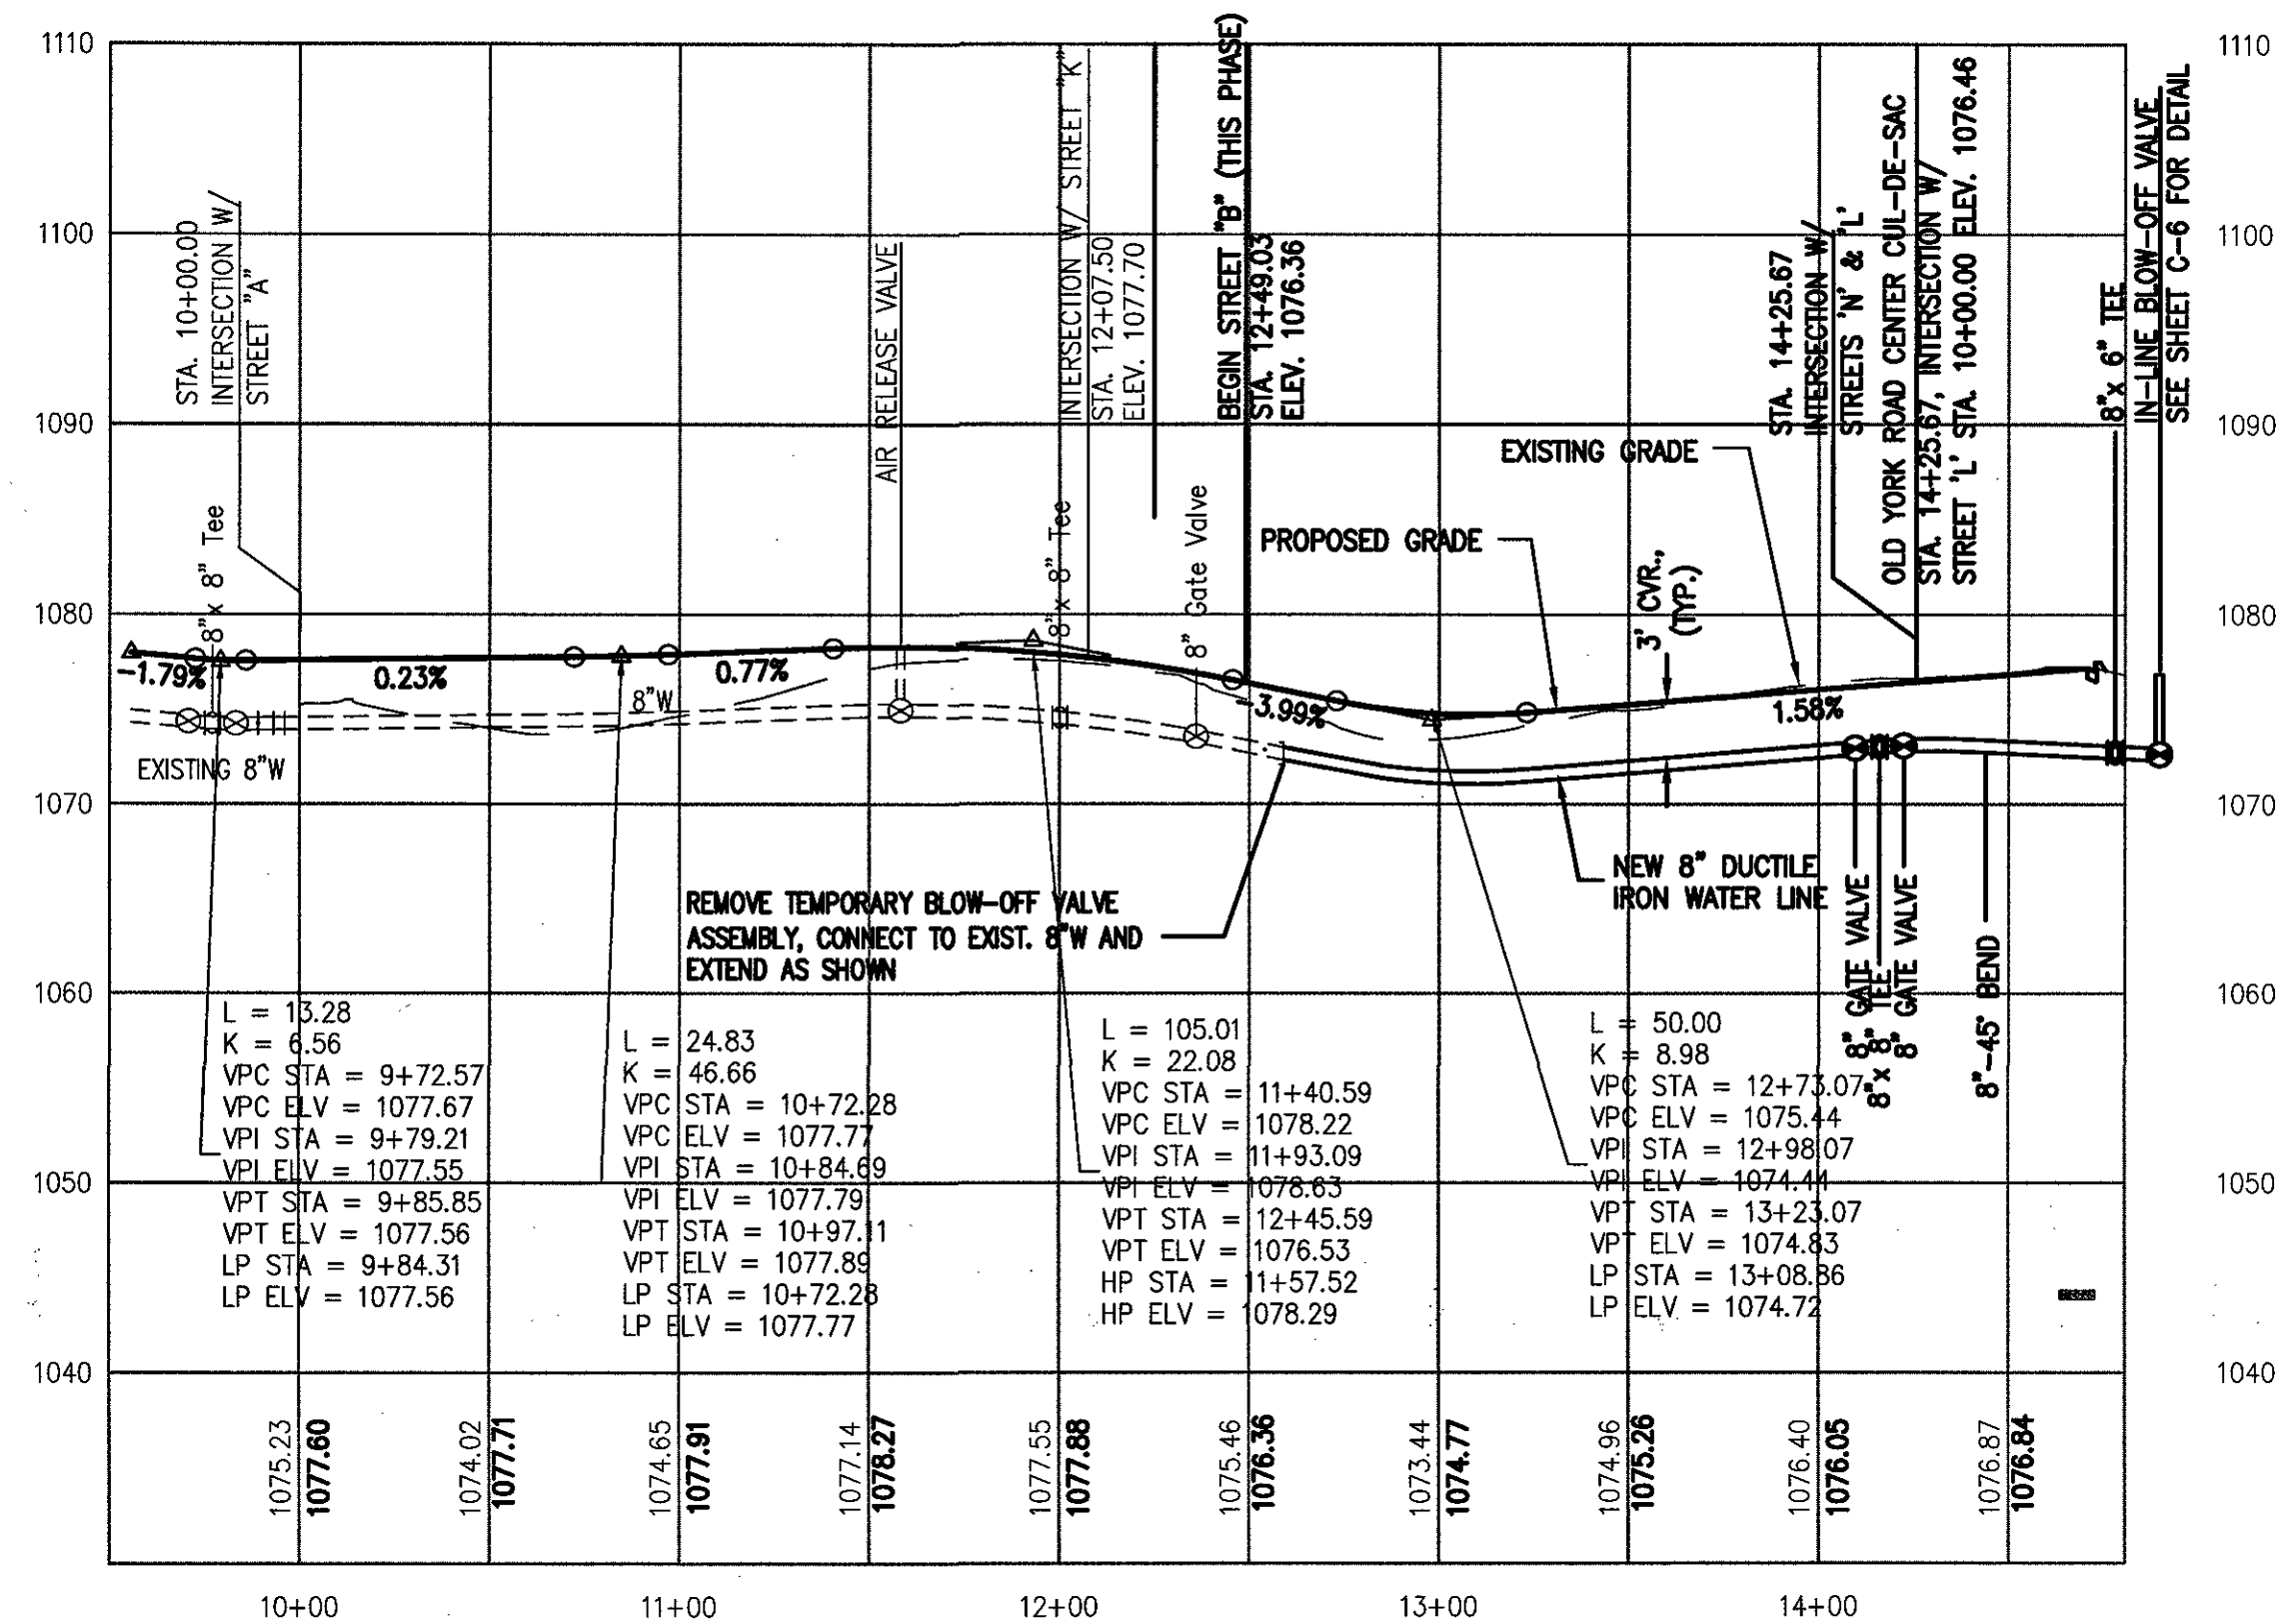 1110
1110
1100
1100
1090
1090
1080
1080
1070
1070
1060
1060
1050
1050
1040
1040
STA. 10+00.00
INTERSECTION W/
STREET "A"
8"x 8" Tee
AIR RELEASE VALVE
INTERSECTION W/ STREET "K"
STA. 12+07.50
ELEV. 1077.70
8"x 8" Tee
8" Gate Valve
BEGIN STREET "B" (THIS PHASE)
STA. 12+49.03
ELEV. 1076.36
EXISTING GRADE
PROPOSED GRADE
3' CVR.,
(TYP.)
STA. 14+25.67
INTERSECTION W/
STREETS 'N' & 'L'
OLD YORK ROAD CENTER CUL-DE-SAC
STA. 14+25.67, INTERSECTION W/
STREET 'L' STA. 10+00.00 ELEV. 1076.46
8"x 6" TEE
IN-LINE BLOW-OFF VALVE
SEE SHEET C-6 FOR DETAIL
-1.79%
0.23%
0.77%
-3.99%
1.58%
8"W
EXISTING 8"W
REMOVE TEMPORARY BLOW-OFF VALVE
ASSEMBLY, CONNECT TO EXIST. 8"W AND
EXTEND AS SHOWN
NEW 8" DUCTILE
IRON WATER LINE
8" GATE VALVE
8"x 8" TEE
8" GATE VALVE
8"-45° BEND
L = 13.28
K = 6.56
VPC STA = 9+72.57
VPC ELV = 1077.67
VPI STA = 9+79.21
VPI ELV = 1077.55
VPT STA = 9+85.85
VPT ELV = 1077.56
LP STA = 9+84.31
LP ELV = 1077.56
L = 24.83
K = 46.66
VPC STA = 10+72.28
VPC ELV = 1077.77
VPI STA = 10+84.69
VPI ELV = 1077.79
VPT STA = 10+97.11
VPT ELV = 1077.89
LP STA = 10+72.28
LP ELV = 1077.77
L = 105.01
K = 22.08
VPC STA = 11+40.59
VPC ELV = 1078.22
VPI STA = 11+93.09
VPI ELV = 1078.63
VPT STA = 12+45.59
VPT ELV = 1076.53
HP STA = 11+57.52
HP ELV = 1078.29
L = 50.00
K = 8.98
VPC STA = 12+73.07
VPC ELV = 1075.44
VPI STA = 12+98.07
VPI ELV = 1074.44
VPT STA = 13+23.07
VPT ELV = 1074.83
LP STA = 13+08.86
LP ELV = 1074.72
1075.23
1077.60
1074.02
1077.71
1074.65
1077.91
1077.14
1078.27
1077.55
1077.88
1075.46
1076.36
1073.44
1074.77
1074.96
1075.26
1076.40
1076.05
1076.87
1076.84
10+00
11+00
12+00
13+00
14+00